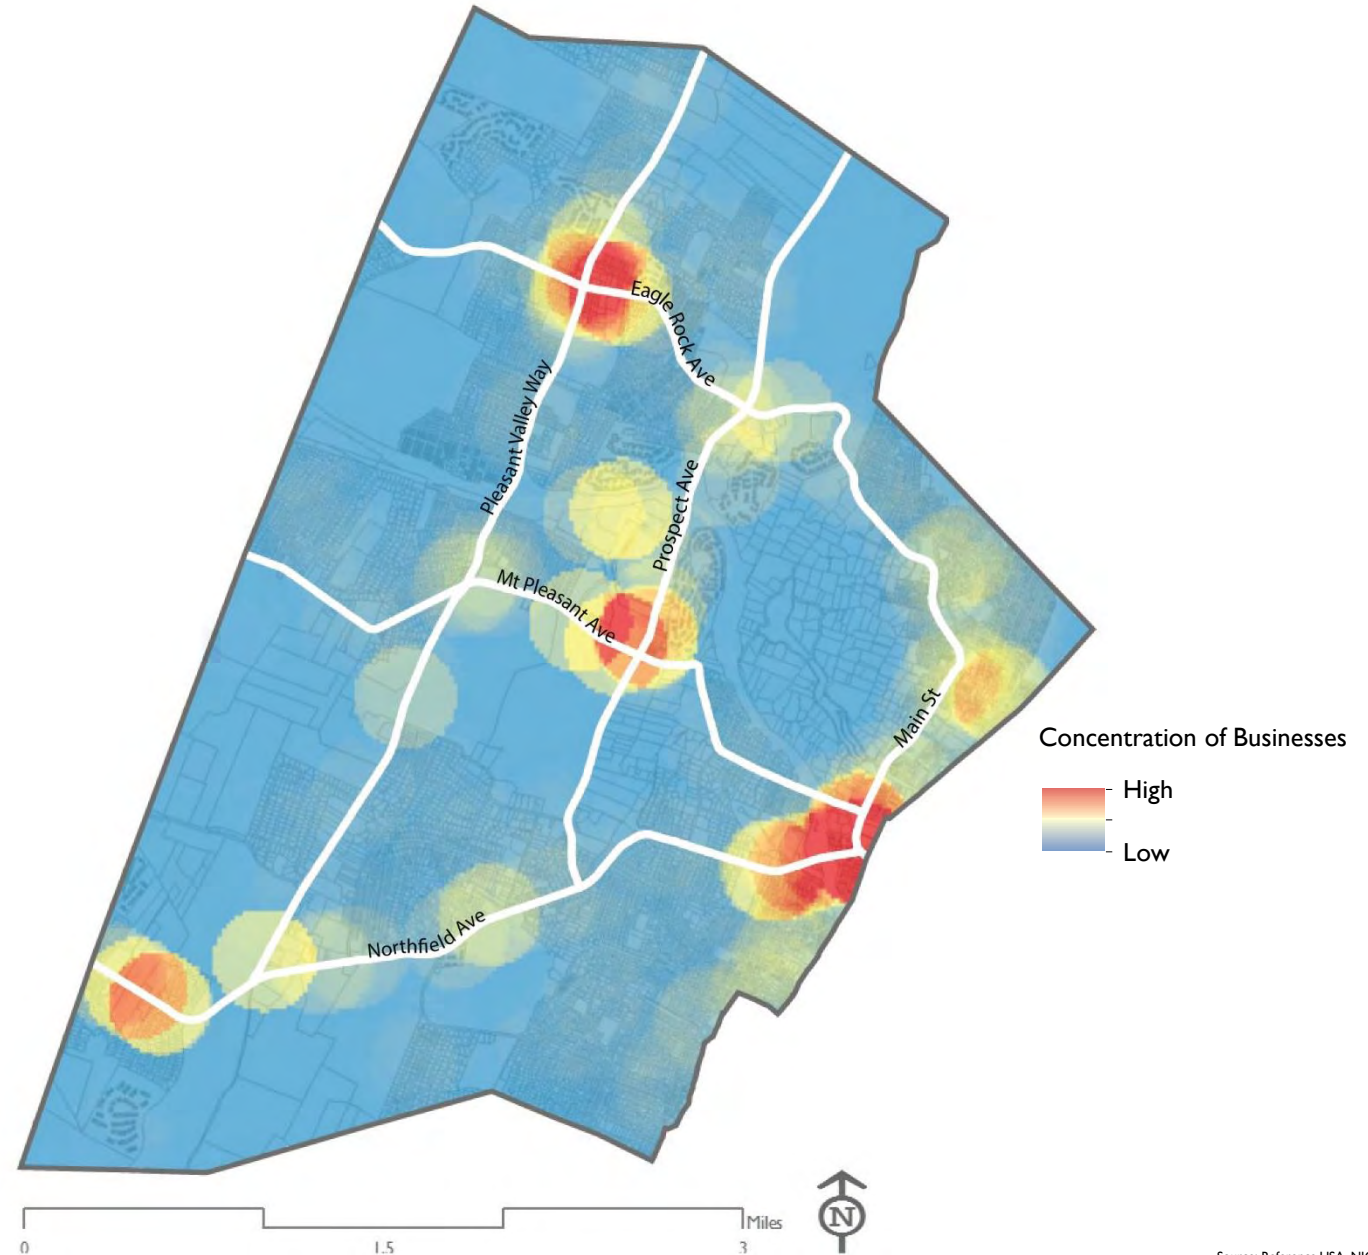 Eagle Rock Ave
Pleasant Valley Way
Prospect Ave
Mt Pleasant Ave
Main St
Concentration of Businesses
High
Low
Northfield Ave
Miles
0 1.5 3
N